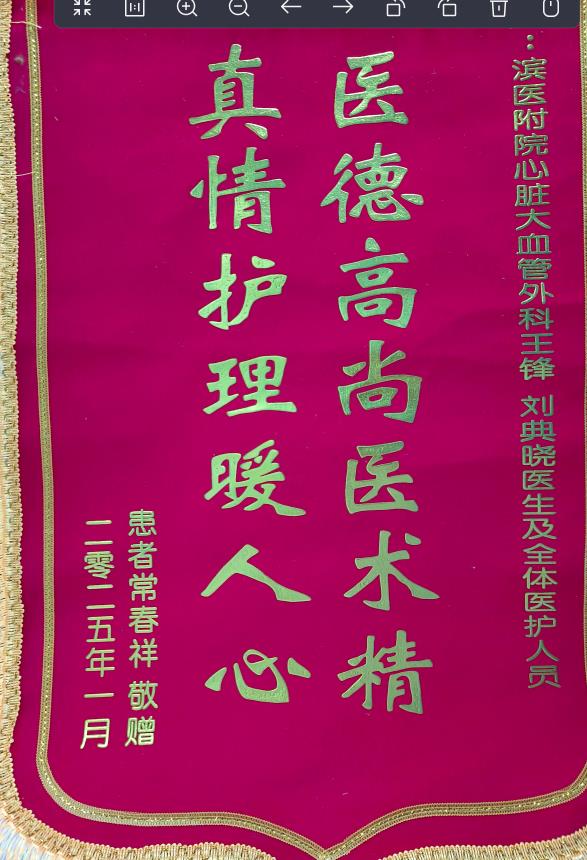 ：滨医附院心脏大血管外科王锋 刘典晓医生及全体医护人员
医德高尚医术精
真情护理暖人心
患者常春祥 敬赠
二零二五年一月